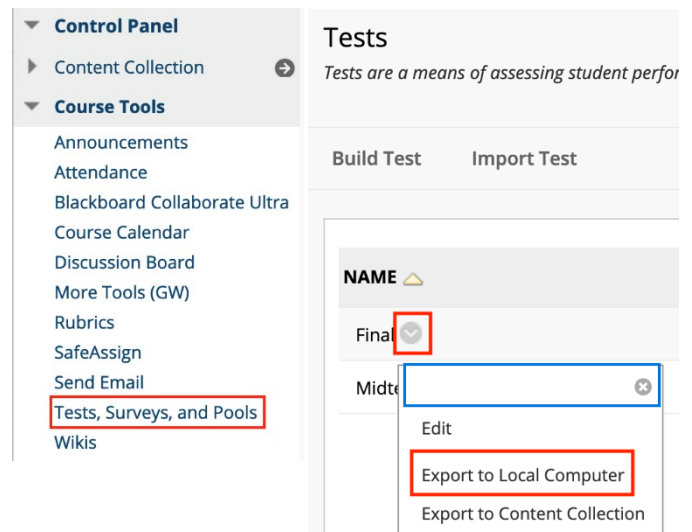 Control Panel
Content Collection
Course Tools
Announcements
Attendance
Blackboard Collaborate Ultra
Course Calendar
Discussion Board
More Tools (GW)
Rubrics
SafeAssign
Send Email
Tests, Surveys, and Pools
Wikis
Tests
Tests are a means of assessing student perfor
Build Test Import Test
NAME
Final
Midte
Edit
Export to Local Computer
Export to Content Collection